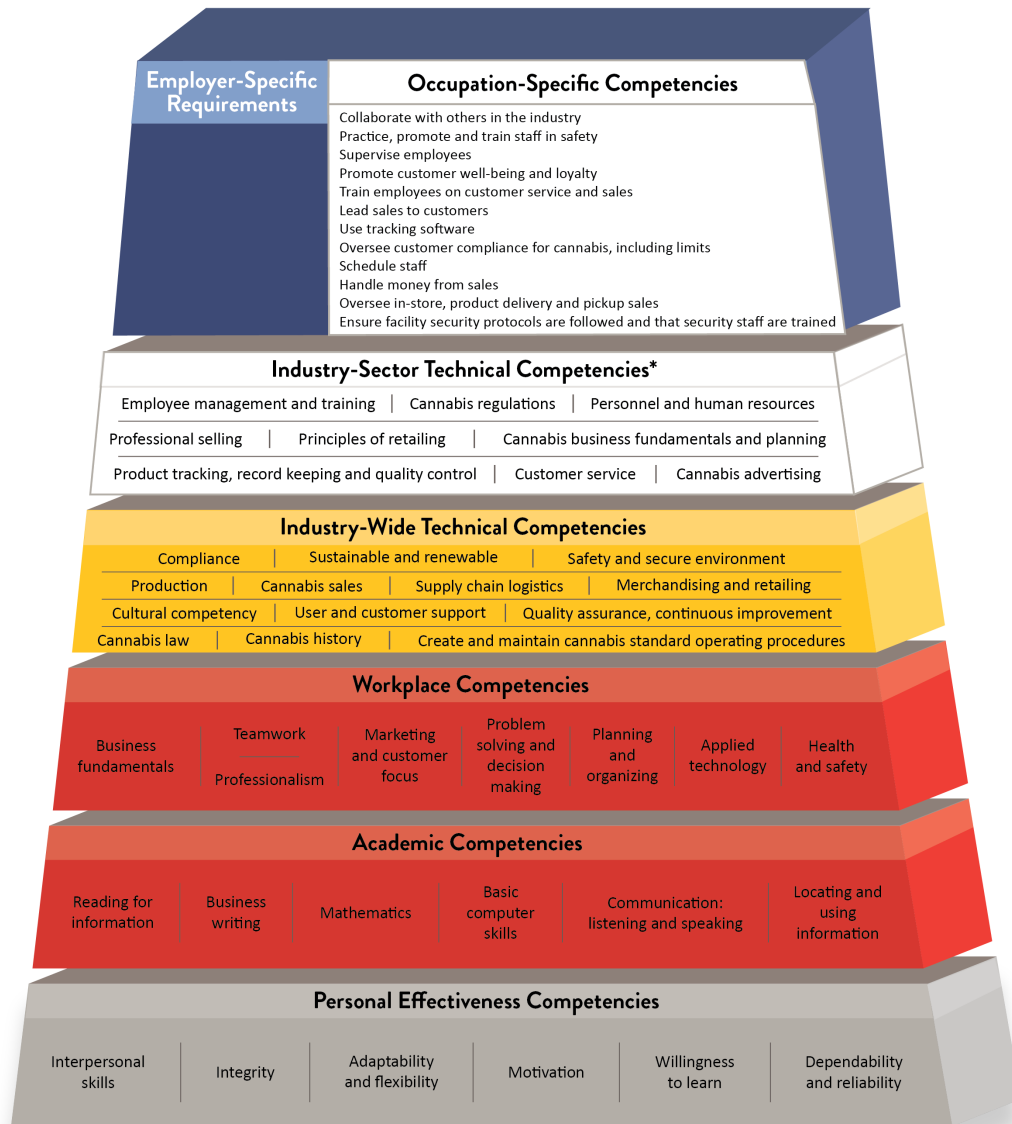 Employer-Specific
Requirements
Occupation-Specific Competencies
Collaborate with others in the industry
Practice, promote and train staff in safety
Supervise employees
Promote customer well-being and loyalty
Train employees on customer service and sales
Lead sales to customers
Use tracking software
Oversee customer compliance for cannabis, including limits
Schedule staff
Handle money from sales
Oversee in-store, product delivery and pickup sales
Ensure facility security protocols are followed and that security staff are trained
Industry-Sector Technical Competencies*
Employee management and training | Cannabis regulations | Personnel and human resources
Professional selling | Principles of retailing | Cannabis business fundamentals and planning
Product tracking, record keeping and quality control | Customer service | Cannabis advertising
Industry-Wide Technical Competencies
Compliance | Sustainable and renewable | Safety and secure environment
Production | Cannabis sales | Supply chain logistics | Merchandising and retailing
Cultural competency | User and customer support | Quality assurance, continuous improvement
Cannabis law | Cannabis history | Create and maintain cannabis standard operating procedures
Workplace Competencies
Business
fundamentals
Teamwork
Professionalism
Marketing
and customer
focus
Problem
solving and
decision
making
Planning
and
organizing
Applied
technology
Health
and safety
Academic Competencies
Reading for
information
Business
writing
Mathematics
Basic
computer
skills
Communication:
listening and speaking
Locating and
using
information
Personal Effectiveness Competencies
Interpersonal
skills
Integrity
Adaptability
and flexibility
Motivation
Willingness
to learn
Dependability
and reliability